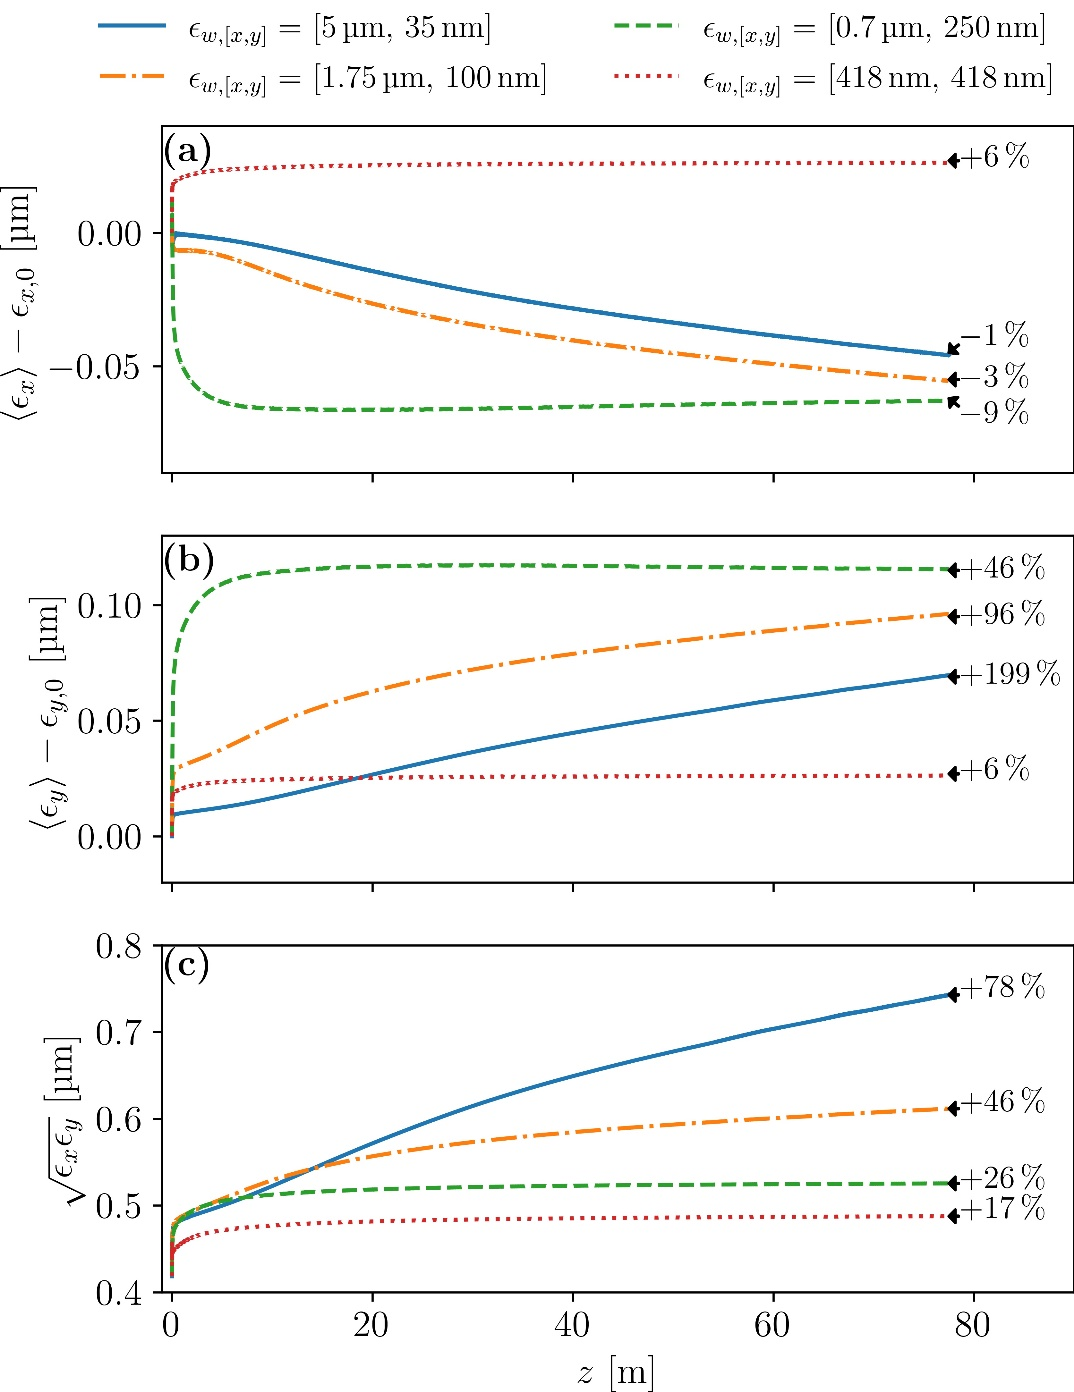 ϵ_{w,[x,y]} = [5 µm, 35 nm]
ϵ_{w,[x,y]} = [1.75 µm, 100 nm]
ϵ_{w,[x,y]} = [0.7 µm, 250 nm]
ϵ_{w,[x,y]} = [418 nm, 418 nm]
(a)
⟨ϵ_x⟩ − ϵ_{x,0} [µm]
0.00
−0.05
+6 %
−1 %
−3 %
−9 %
(b)
⟨ϵ_y⟩ − ϵ_{y,0} [µm]
0.10
0.05
0.00
+46 %
+96 %
+199 %
+6 %
(c)
√ϵ_xϵ_y [µm]
0.8
0.7
0.6
0.5
0.4
+78 %
+46 %
+26 %
+17 %
0 20 40 60 80
z [m]